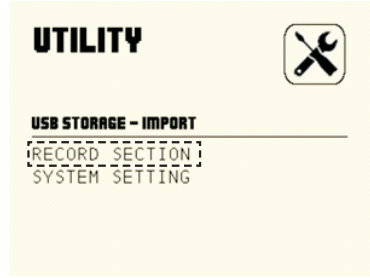 UTILITY
USB STORAGE – IMPORT
RECORD SECTION
SYSTEM SETTING